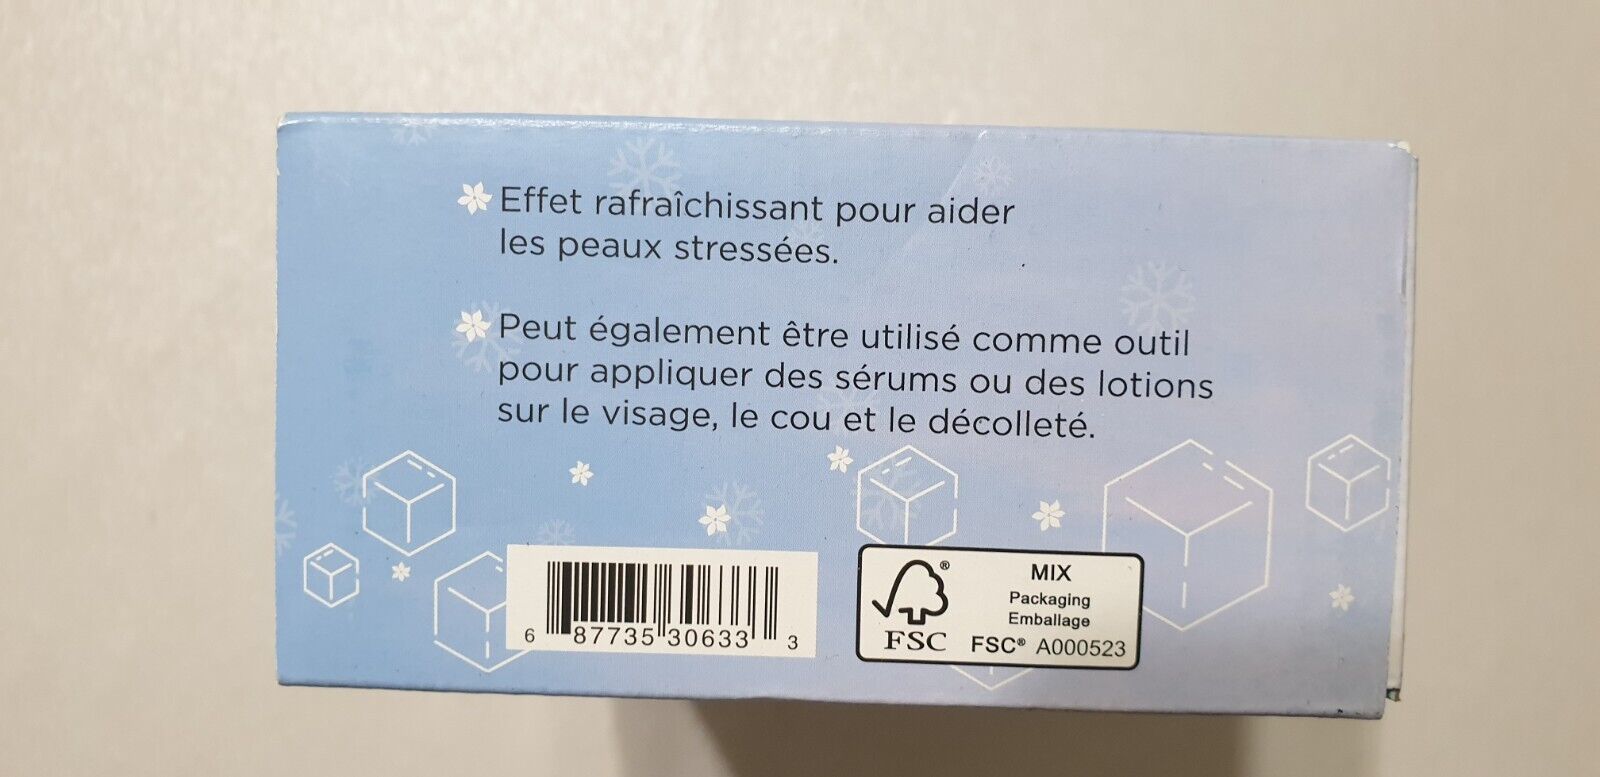 Effet rafraîchissant pour aider
les peaux stressées.
Peut également être utilisé comme outil
pour appliquer des sérums ou des lotions
sur le visage, le cou et le décolleté.
6 87735 30633 3
®
FSC
MIX
Packaging
Emballage
FSC® A000523